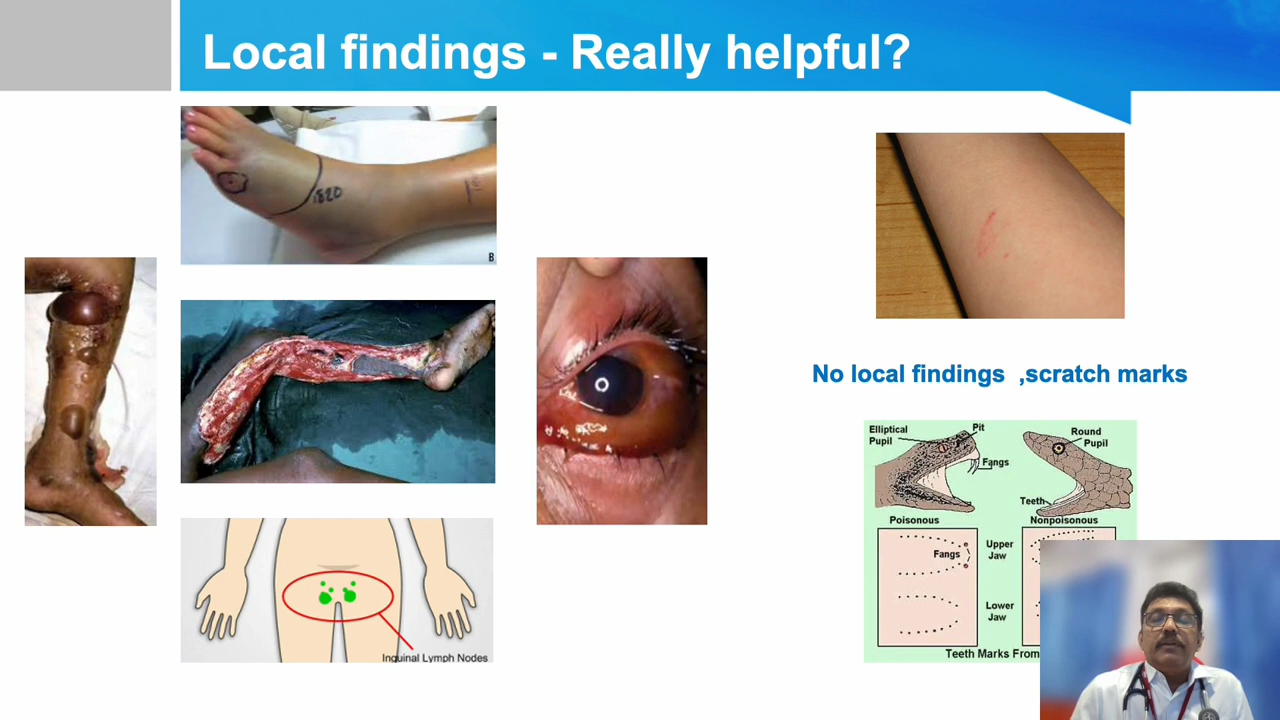 Local findings - Really helpful?
1820
B
No local findings ,scratch marks
Elliptical
Pupil
Pit
Fangs
Round
Pupil
Teeth
Poisonous
Nonpoisonous
Fangs
Upper
Jaw
Lower
Jaw
Teeth Marks From
Inguinal Lymph Nodes